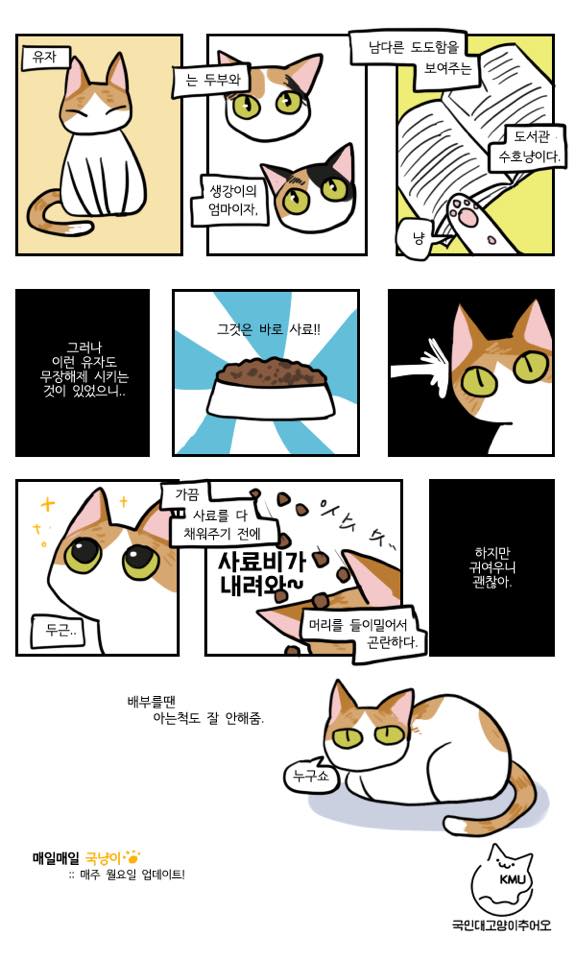 유자
는 두부와
생강이의
엄마이자,
남다른 도도함을
보여주는
도서관
수호냥이다.
냥
그러나
이런 유자도
무장해제 시키는
것이 있었으니..
그것은 바로 사료!!
두근..
가끔
사료를 다
채워주기 전에
사료비가
내려와~
머리를 들이밀어서
곤란하다.
하지만
귀여우니
괜찮아.
배부를땐
아는척도 잘 안해줌.
누구쇼
매일매일 국냥이
:: 매주 월요일 업데이트!
KMU
국민대고양이추어오